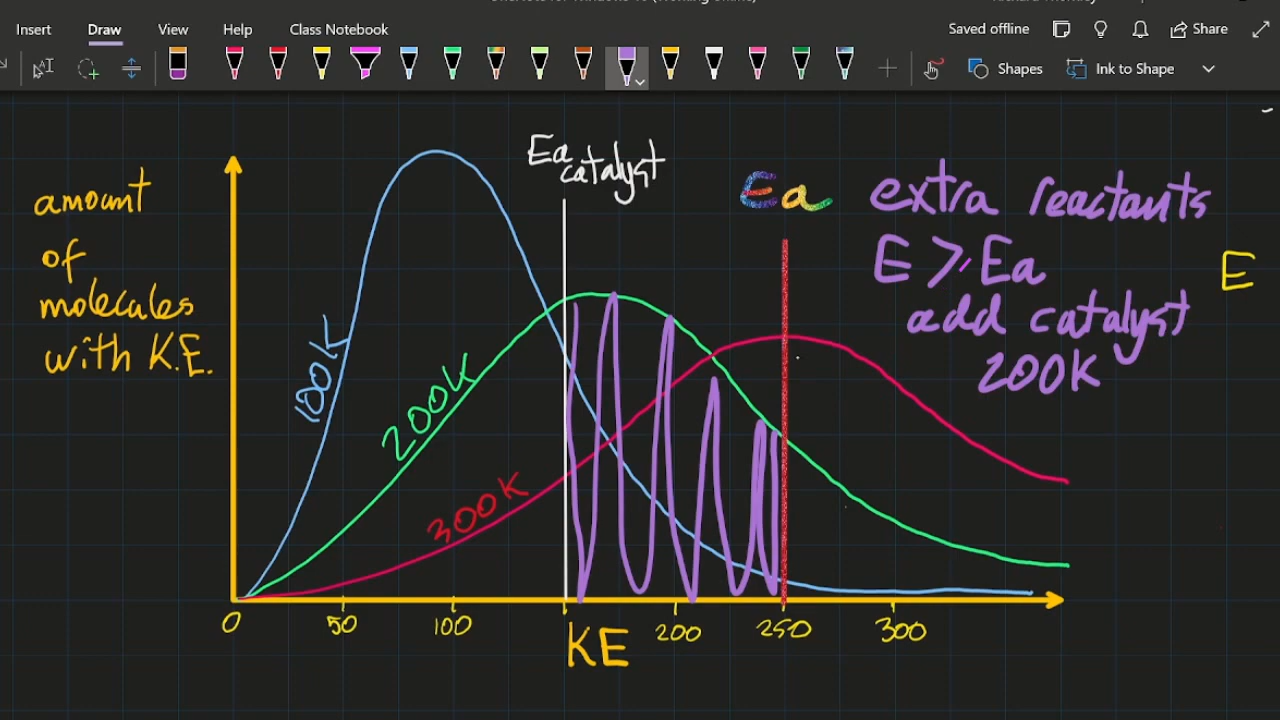 Insert Draw View Help Class Notebook Saved offline Share
Shapes Ink to Shape
Ea catalyst
Ea
extra reactants
E ≥ Ea
add catalyst
200K
E
amount
of
molecules
with K.E.
100K
200K
300K
0 50 100 200 250 300
KE